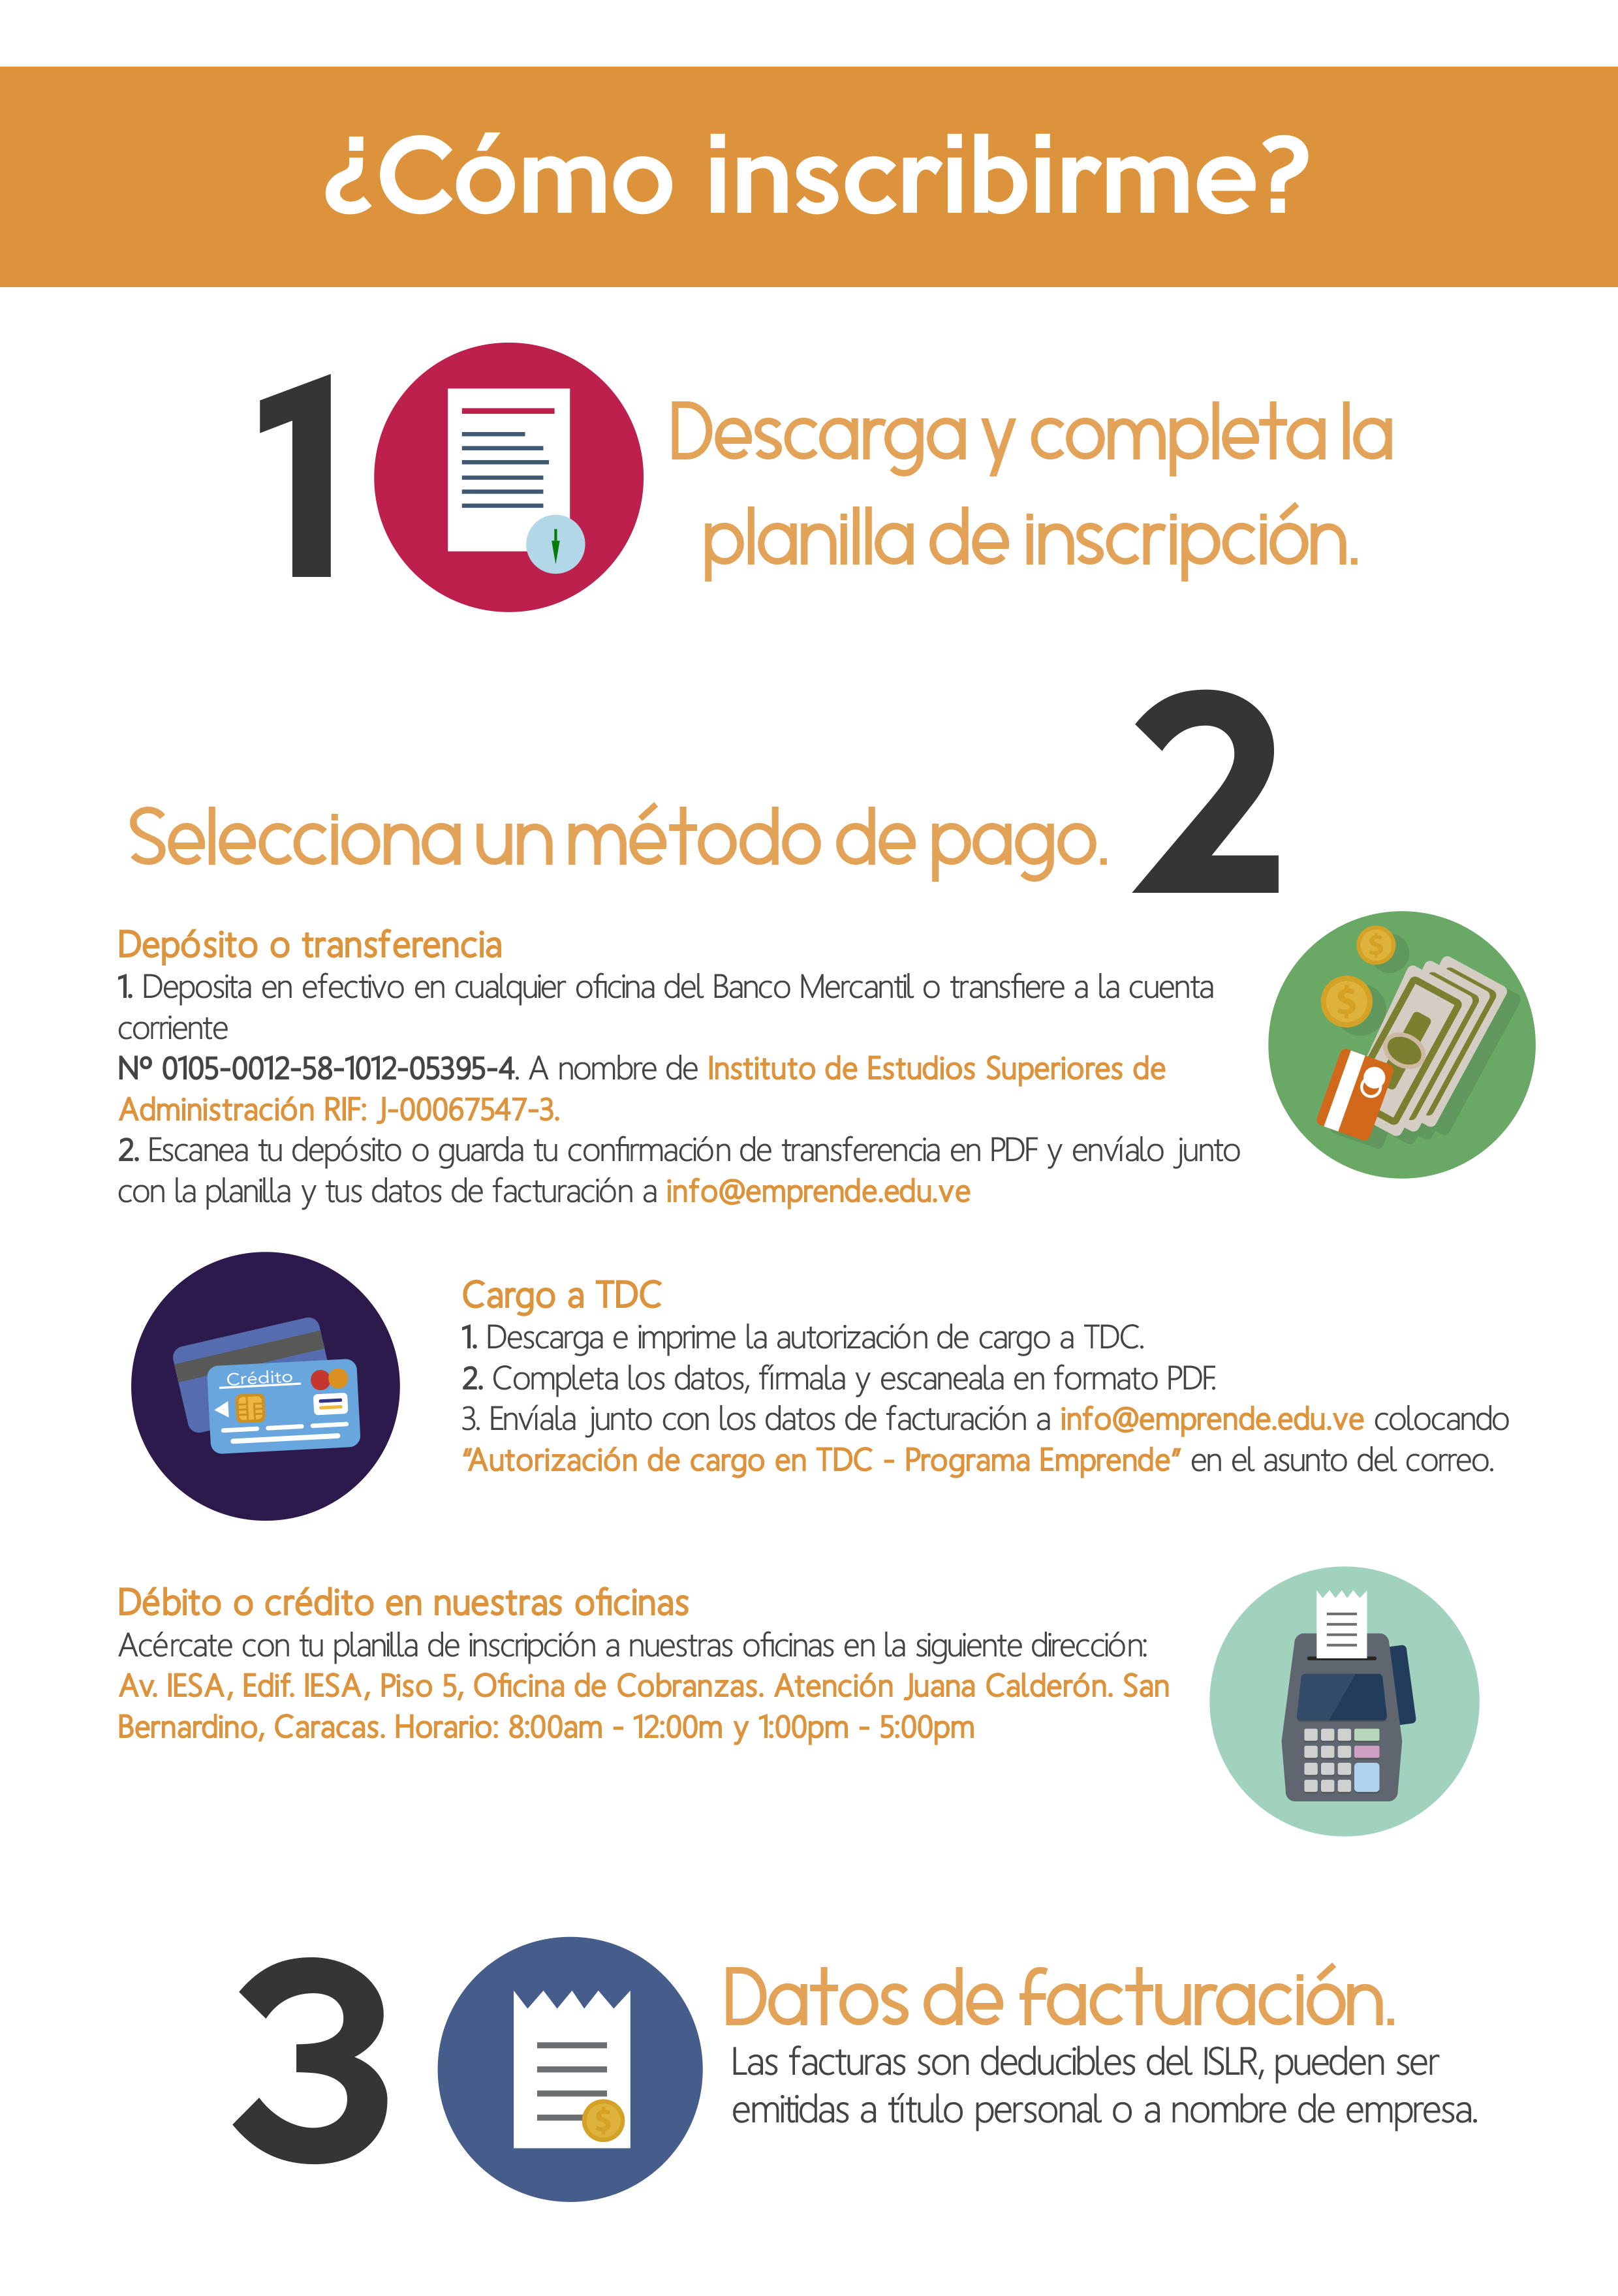 ¿Cómo inscribirme?
1
Descarga y completa la
planilla de inscripción.
2
Selecciona un método de pago.
Depósito o transferencia
1. Deposita en efectivo en cualquier oficina del Banco Mercantil o transfiere a la cuenta
corriente
Nº 0105-0012-58-1012-05395-4. A nombre de Instituto de Estudios Superiores de
Administración RIF: J-00067547-3.
2. Escanea tu depósito o guarda tu confirmación de transferencia en PDF y envíalo junto
con la planilla y tus datos de facturación a info@emprende.edu.ve
$
$
Crédito
Cargo a TDC
1. Descarga e imprime la autorización de cargo a TDC.
2. Completa los datos, fírmala y escaneala en formato PDF.
3. Envíala junto con los datos de facturación a info@emprende.edu.ve colocando
“Autorización de cargo en TDC - Programa Emprende” en el asunto del correo.
Débito o crédito en nuestras oficinas
Acércate con tu planilla de inscripción a nuestras oficinas en la siguiente dirección:
Av. IESA, Edif. IESA, Piso 5, Oficina de Cobranzas. Atención Juana Calderón. San
Bernardino, Caracas. Horario: 8:00am - 12:00m y 1:00pm - 5:00pm
3
$
Datos de facturación.
Las facturas son deducibles del ISLR, pueden ser
emitidas a título personal o a nombre de empresa.